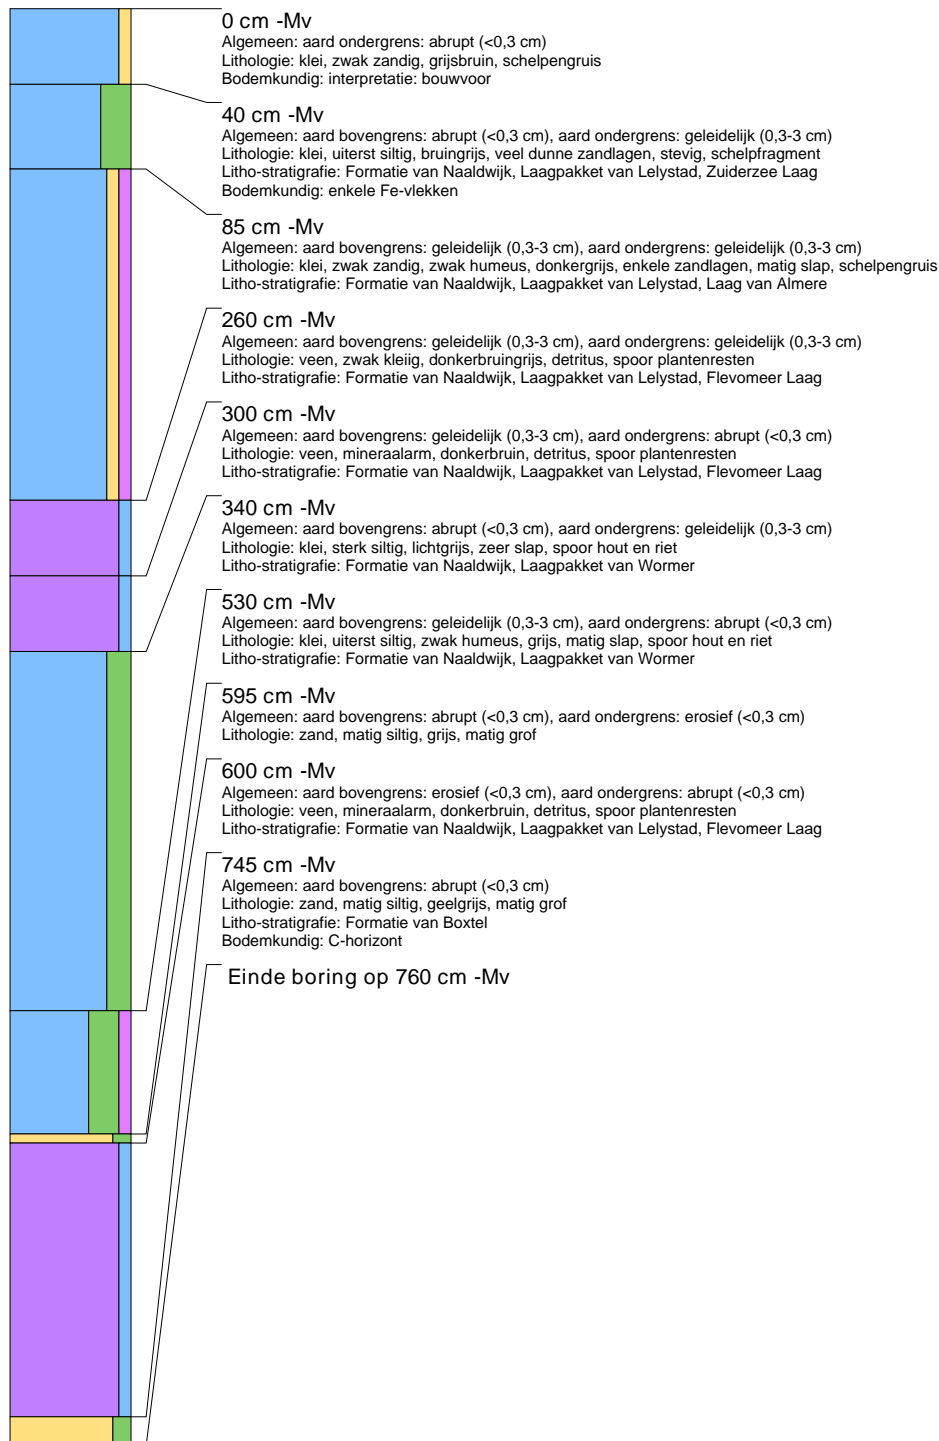 0 cm -Mv
Algemeen: aard ondergrens: abrupt (<0,3 cm)
Lithologie: klei, zwak zandig, grijsbruin, schelpengruis
Bodemkundig: interpretatie: bouwvoor
40 cm -Mv
Algemeen: aard bovengrens: abrupt (<0,3 cm), aard ondergrens: geleidelijk (0,3-3 cm)
Lithologie: klei, uiterst siltig, bruingrijs, veel dunne zandlagen, stevig, schelpfragment
Litho-stratigrafie: Formatie van Naaldwijk, Laagpakket van Lelystad, Zuiderzee Laag
Bodemkundig: enkele Fe-vlekken
85 cm -Mv
Algemeen: aard bovengrens: geleidelijk (0,3-3 cm), aard ondergrens: geleidelijk (0,3-3 cm)
Lithologie: klei, zwak zandig, zwak humeus, donkergrijs, enkele zandlagen, matig slap, schelpengruis
Litho-stratigrafie: Formatie van Naaldwijk, Laagpakket van Lelystad, Laag van Almere
260 cm -Mv
Algemeen: aard bovengrens: geleidelijk (0,3-3 cm), aard ondergrens: geleidelijk (0,3-3 cm)
Lithologie: veen, zwak kleiig, donkerbruingrijs, detritus, spoor plantenresten
Litho-stratigrafie: Formatie van Naaldwijk, Laagpakket van Lelystad, Flevomeer Laag
300 cm -Mv
Algemeen: aard bovengrens: geleidelijk (0,3-3 cm), aard ondergrens: abrupt (<0,3 cm)
Lithologie: veen, mineraalarm, donkerbruin, detritus, spoor plantenresten
Litho-stratigrafie: Formatie van Naaldwijk, Laagpakket van Lelystad, Flevomeer Laag
340 cm -Mv
Algemeen: aard bovengrens: abrupt (<0,3 cm), aard ondergrens: geleidelijk (0,3-3 cm)
Lithologie: klei, sterk siltig, lichtgrijs, zeer slap, spoor hout en riet
Litho-stratigrafie: Formatie van Naaldwijk, Laagpakket van Wormer
530 cm -Mv
Algemeen: aard bovengrens: geleidelijk (0,3-3 cm), aard ondergrens: abrupt (<0,3 cm)
Lithologie: klei, uiterst siltig, zwak humeus, grijs, matig slap, spoor hout en riet
Litho-stratigrafie: Formatie van Naaldwijk, Laagpakket van Wormer
595 cm -Mv
Algemeen: aard bovengrens: abrupt (<0,3 cm), aard ondergrens: erosief (<0,3 cm)
Lithologie: zand, matig siltig, grijs, matig grof
600 cm -Mv
Algemeen: aard bovengrens: erosief (<0,3 cm), aard ondergrens: abrupt (<0,3 cm)
Lithologie: veen, mineraalarm, donkerbruin, detritus, spoor plantenresten
Litho-stratigrafie: Formatie van Naaldwijk, Laagpakket van Lelystad, Flevomeer Laag
745 cm -Mv
Algemeen: aard bovengrens: abrupt (<0,3 cm)
Lithologie: zand, matig siltig, geelgrijs, matig grof
Litho-stratigrafie: Formatie van Boxtel
Bodemkundig: C-horizont
Einde boring op 760 cm -Mv